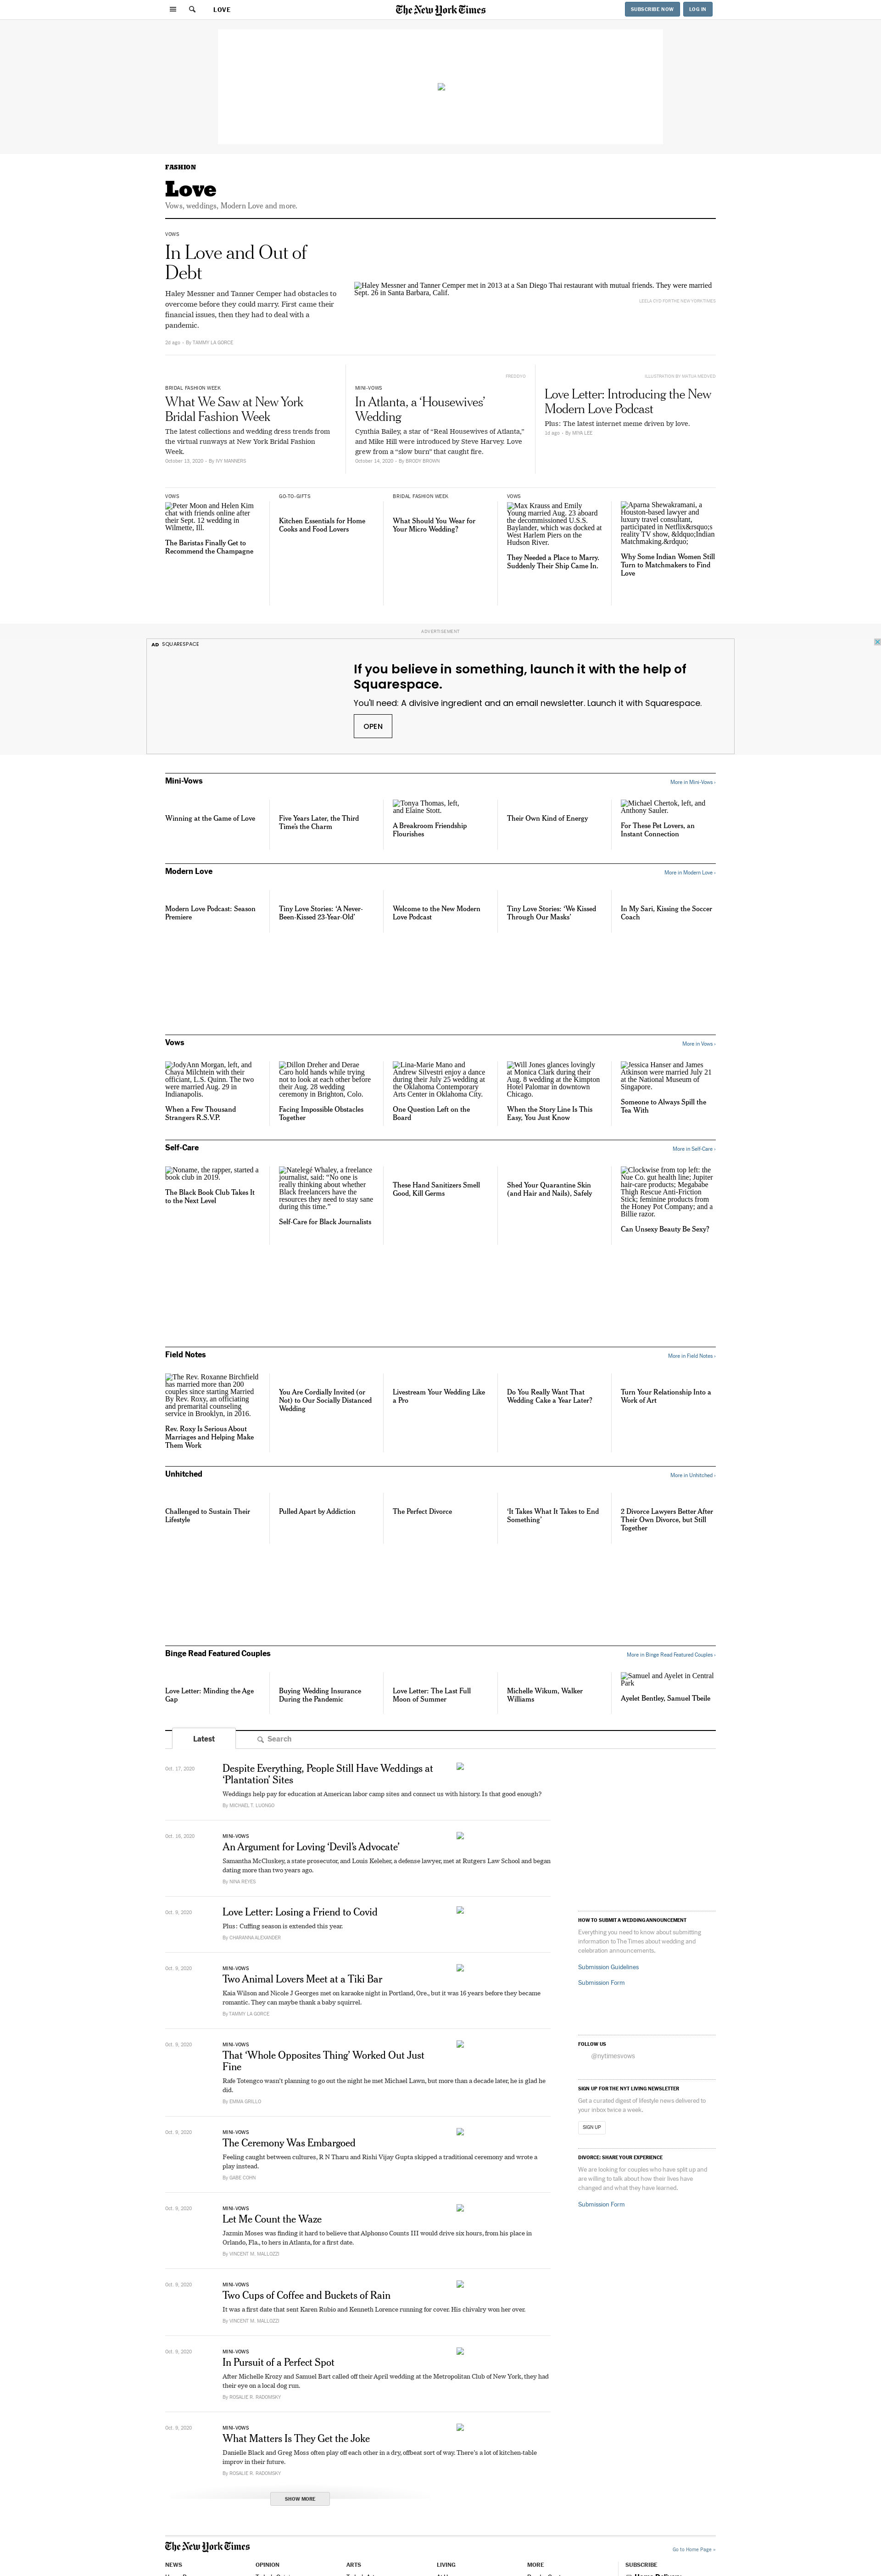 LOVE
The New York Times
SUBSCRIBE NOW
LOG IN
FASHION
Love
Vows, weddings, Modern Love and more.
VOWS
In Love and Out of
Debt
Haley Messner and Tanner Cemper had obstacles to
overcome before they could marry. First came their
financial issues, then they had to deal with a
pandemic.
2d ago - By TAMMY LA GORCE
Haley Messner and Tanner Cemper met in 2013 at a San Diego Thai restaurant with mutual friends. They were married
Sept. 26 in Santa Barbara, Calif.
LEELA CYD FOR THE NEW YORK TIMES
BRIDAL FASHION WEEK
What We Saw at New York
Bridal Fashion Week
The latest collections and wedding dress trends from
the virtual runways at New York Bridal Fashion
Week.
October 13, 2020 - By IVY MANNERS
FREDDYO
MINI-VOWS
In Atlanta, a ‘Housewives’
Wedding
Cynthia Bailey, a star of “Real Housewives of Atlanta,”
and Mike Hill were introduced by Steve Harvey. Love
grew from a “slow burn” that caught fire.
October 14, 2020 - By BROOY BROWN
ILLUSTRATION BY MATIJA MEDVED
Love Letter: Introducing the New
Modern Love Podcast
Plus: The latest internet meme driven by love.
2d ago - By MIYA LEE
VOWS
Peter Moon and Helen Kim
chat with friends online after
their Sept. 12 wedding in
Wilmette, Ill.
The Baristas Finally Get to
Recommend the Champagne
GO-TO-GIFTS
Kitchen Essentials for Home
Cooks and Food Lovers
BRIDAL FASHION WEEK
What Should You Wear for
Your Micro Wedding?
VOWS
Max Krauss and Emily
Young married Aug. 23 aboard
the decommissioned U.S.S.
Baylander, which was docked at
West Harlem Piers on the
Hudson River.
They Needed a Place to Marry.
Suddenly Their Ship Came In.
Aparna Shewakramani, a
Houston-based lawyer and
luxury travel consultant,
participated in Netflix&rsquo;s
reality TV show, &ldquo;Indian
Matchmaking.&rdquo;
Why Some Indian Women Still
Turn to Matchmakers to Find
Love
ADVERTISEMENT
AD SQUARESPACE
If you believe in something, launch it with the help of
Squarespace.
You'll need: A divisive ingredient and an email newsletter. Launch it with Squarespace.
OPEN
Mini-Vows
More in Mini-Vows ›
Winning at the Game of Love
Five Years Later, the Third
Time’s the Charm
Tonya Thomas, left,
and Elaine Stott.
A Breakroom Friendship
Flourishes
Their Own Kind of Energy
Michael Chertok, left, and
Anthony Sauler.
For These Pet Lovers, an
Instant Connection
Modern Love
More in Modern Love ›
Modern Love Podcast: Season
Premiere
Tiny Love Stories: ‘A Never-
Been-Kissed 23-Year-Old’
Welcome to the New Modern
Love Podcast
Tiny Love Stories: ‘We Kissed
Through Our Masks’
In My Sari, Kissing the Soccer
Coach
Vows
More in Vows ›
JodyAnn Morgan, left, and
Chaya Milchtein with their
officiant, L.S. Quinn. The two
were married Aug. 29 in
Indianapolis.
When a Few Thousand
Strangers R.S.V.P.
Dillon Dreher and Derae
Caro hold hands while trying
not to look at each other before
their Aug. 28 wedding
ceremony in Brighton, Colo.
Facing Impossible Obstacles
Together
Lina-Marie Mano and
Andrew Silvestri enjoy a dance
during their July 25 wedding at
the Oklahoma Contemporary
Arts Center in Oklahoma City.
One Question Left on the
Board
Will Jones glances lovingly
at Monica Clark during their
Aug. 8 wedding at the Kimpton
Hotel Palomar in downtown
Chicago.
When the Story Line Is This
Easy, You Just Know
Jessica Hanser and James
Atkinson were married July 21
at the National Museum of
Singapore.
Someone to Always Spill the
Tea With
Self-Care
More in Self-Care ›
Noname, the rapper, started a
book club in 2019.
The Black Book Club Takes It
to the Next Level
Natelegé Whaley, a freelance
journalist, said: “No one is
really thinking about whether
Black freelancers have the
resources they need to stay sane
during this time.”
Self-Care for Black Journalists
These Hand Sanitizers Smell
Good, Kill Germs
Shed Your Quarantine Skin
(and Hair and Nails), Safely
Clockwise from top left: the
Nue Co. gut health line; Jupiter
hair-care products; Megababe
Thigh Rescue Anti-Friction
Stick; feminine products from
the Honey Pot Company; and a
Billie razor.
Can Unsexy Beauty Be Sexy?
Field Notes
More in Field Notes ›
The Rev. Roxanne Birchfield
has married more than 200
couples since starting Married
By Rev. Roxy, an officiating
and premarital counseling
service in Brooklyn, in 2016.
Rev. Roxy Is Serious About
Marriages and Helping Make
Them Work
You Are Cordially Invited (or
Not) to Our Socially Distanced
Wedding
Livestream Your Wedding Like
a Pro
Do You Really Want That
Wedding Cake a Year Later?
Turn Your Relationship Into a
Work of Art
Unhitched
More in Unhitched ›
Challenged to Sustain Their
Lifestyle
Pulled Apart by Addiction
The Perfect Divorce
‘It Takes What It Takes to End
Something’
2 Divorce Lawyers Better After
Their Own Divorce, but Still
Together
Binge Read Featured Couples
More in Binge Read Featured Couples ›
Love Letter: Minding the Age
Gap
Buying Wedding Insurance
During the Pandemic
Love Letter: The Last Full
Moon of Summer
Michelle Wikum, Walker
Williams
Samuel and Ayelet in Central
Park
Ayelet Bentley, Samuel Tbeile
Latest
Search
Oct. 17, 2020
Despite Everything, People Still Have Weddings at
‘Plantation’ Sites
Weddings help pay for education at American labor camp sites and connect us with history. Is that good enough?
By MICHAEL T. LUONGO
Oct. 16, 2020
MINI-VOWS
An Argument for Loving ‘Devil’s Advocate’
Samantha McCluskey, a state prosecutor, and Louis Keleher, a defense lawyer, met at Rutgers Law School and began
dating more than two years ago.
By NINA REYES
Oct. 9, 2020
Love Letter: Losing a Friend to Covid
Plus: Cuffing season is extended this year.
By CHARANNA ALEXANDER
Oct. 9, 2020
MINI-VOWS
Two Animal Lovers Meet at a Tiki Bar
Kaia Wilson and Nicole J Georges met on karaoke night in Portland, Ore., but it was 16 years before they became
romantic. They can maybe thank a baby squirrel.
By TAMMY LA GORCE
Oct. 9, 2020
MINI-VOWS
That ‘Whole Opposites Thing’ Worked Out Just
Fine
Rafe Totengco wasn’t planning to go out the night he met Michael Lawn, but more than a decade later, he is glad he
did.
By EMMA GRILLO
Oct. 9, 2020
MINI-VOWS
The Ceremony Was Embargoed
Feeling caught between cultures, R N Tharu and Rishi Vijay Gupta skipped a traditional ceremony and wrote a
play instead.
By GABE COHN
Oct. 9, 2020
MINI-VOWS
Let Me Count the Waze
Jazmin Moses was finding it hard to believe that Alphonso Counts III would drive six hours, from his place in
Orlando, Fla., to hers in Atlanta, for a first date.
By VINCENT M. MALLOZZI
Oct. 9, 2020
MINI-VOWS
Two Cups of Coffee and Buckets of Rain
It was a first date that sent Karen Rubio and Kenneth Lorence running for cover. His chivalry won her over.
By VINCENT M. MALLOZZI
Oct. 9, 2020
MINI-VOWS
In Pursuit of a Perfect Spot
After Michelle Krozy and Samuel Bart called off their April wedding at the Metropolitan Club of New York, they had
their eye on a local dog run.
By ROSALIE R. RADOMSKY
Oct. 9, 2020
MINI-VOWS
What Matters Is They Get the Joke
Danielle Black and Greg Moss often play off each other in a dry, offbeat sort of way. There’s a lot of kitchen-table
improv in their future.
By ROSALIE R. RADOMSKY
SHOW MORE
HOW TO SUBMIT A WEDDING ANNOUNCEMENT
Everything you need to know about submitting
information to The Times about wedding and
celebration announcements.
Submission Guidelines
Submission Form
FOLLOW US
@nytimesvows
SIGN UP FOR THE NYT LIVING NEWSLETTER
Get a curated digest of lifestyle news delivered to
your inbox twice a week.
SIGN UP
DIVORCE: SHARE YOUR EXPERIENCE
We are looking for couples who have split up and
are willing to talk about how their lives have
changed and what they have learned.
Submission Form
The New York Times
Go to Home Page »
NEWS
OPINION
ARTS
LIVING
MORE
SUBSCRIBE